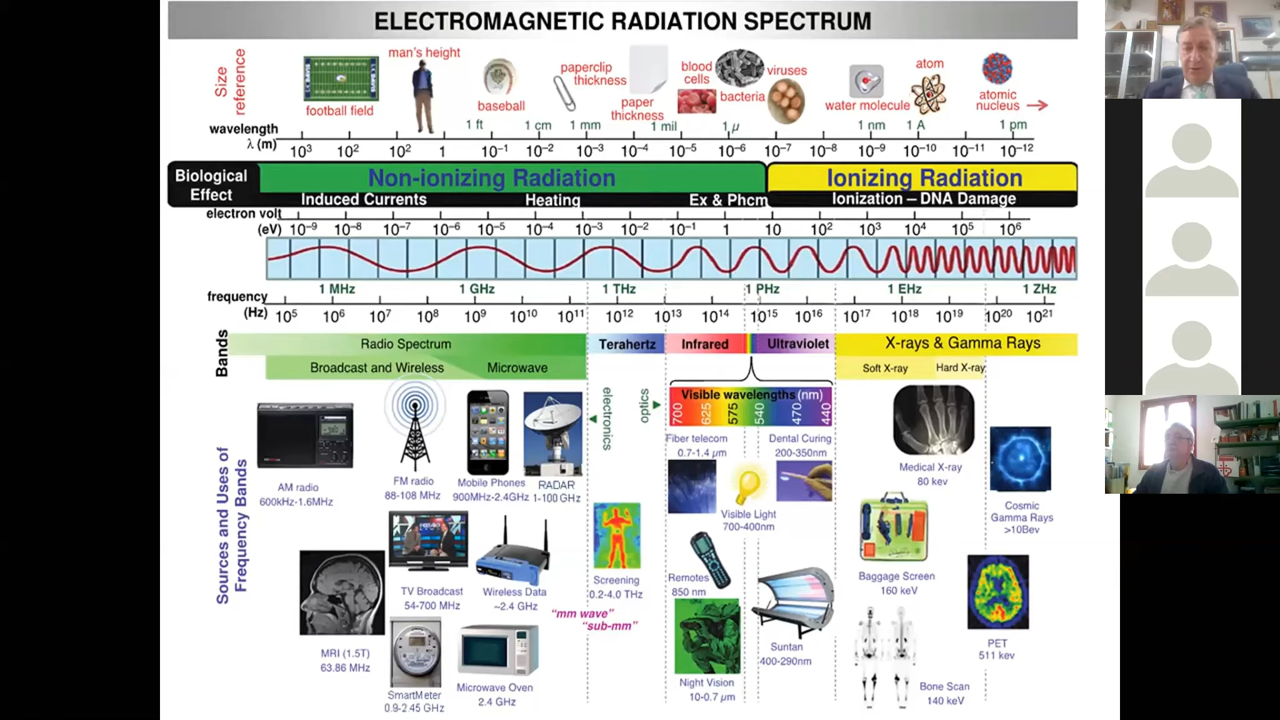 ELECTROMAGNETIC RADIATION SPECTRUM
Size
reference
football field
man's height
baseball
paperclip
thickness
paper
thickness
blood
cells
bacteria
viruses
water molecule
atom
atomic
nucleus
1 ft 1 cm 1 mm 1 mil 1 μ 1 nm 1 A 1 pm
wavelength
λ (m)
10³ 10² 10² 1 10⁻¹ 10⁻² 10⁻³ 10⁻⁴ 10⁻⁵ 10⁻⁶ 10⁻⁷ 10⁻⁸ 10⁻⁹ 10⁻¹⁰ 10⁻¹¹ 10⁻¹²
Biological
Effect
Non-ionizing Radiation
Ionizing Radiation
Induced Currents Heating Ex & Phcm
Ionization – DNA Damage
electron volt
(eV)
10⁻⁹ 10⁻⁸ 10⁻⁷ 10⁻⁶ 10⁻⁵ 10⁻⁴ 10⁻³ 10⁻² 10⁻¹ 1 10 10² 10³ 10⁴ 10⁵ 10⁶
1 MHz 1 GHz 1 THz 1 PHz 1 EHz 1 ZHz
frequency
(Hz)
10⁵ 10⁶ 10⁷ 10⁸ 10⁹ 10¹⁰ 10¹¹ 10¹² 10¹³ 10¹⁴ 10¹⁵ 10¹⁶ 10¹⁷ 10¹⁸ 10¹⁹ 10²⁰ 10²¹
Bands
Radio Spectrum
Terahertz
Infrared
Ultraviolet
X-rays & Gamma Rays
Broadcast and Wireless
Microwave
Soft X-ray
Hard X-ray
electronics
optics
Visible wavelengths (nm)
700 625 575 540 470 440
Sources and Uses of
Frequency Bands
AM radio
600kHz-1.6MHz
FM radio
88-108 MHz
Mobile Phones
900MHz-2.4GHz
RADAR
1-100 GHz
Fiber telecom
0.7-1.4 μm
Dental Curing
200-350nm
Medical X-ray
80 kev
Visible Light
700-400nm
Cosmic
Gamma Rays
>10Bev
TV Broadcast
54-700 MHz
Wireless Data
~2.4 GHz
Screening
0.2-4.0 THz
"mm wave"
"sub-mm"
Remotes
850 nm
Baggage Screen
160 keV
MRI (1.5T)
63.86 MHz
SmartMeter
0.9-2.45 GHz
Microwave Oven
2.4 GHz
Night Vision
10-0.7 μm
Suntan
400-290nm
PET
511 kev
Bone Scan
140 keV